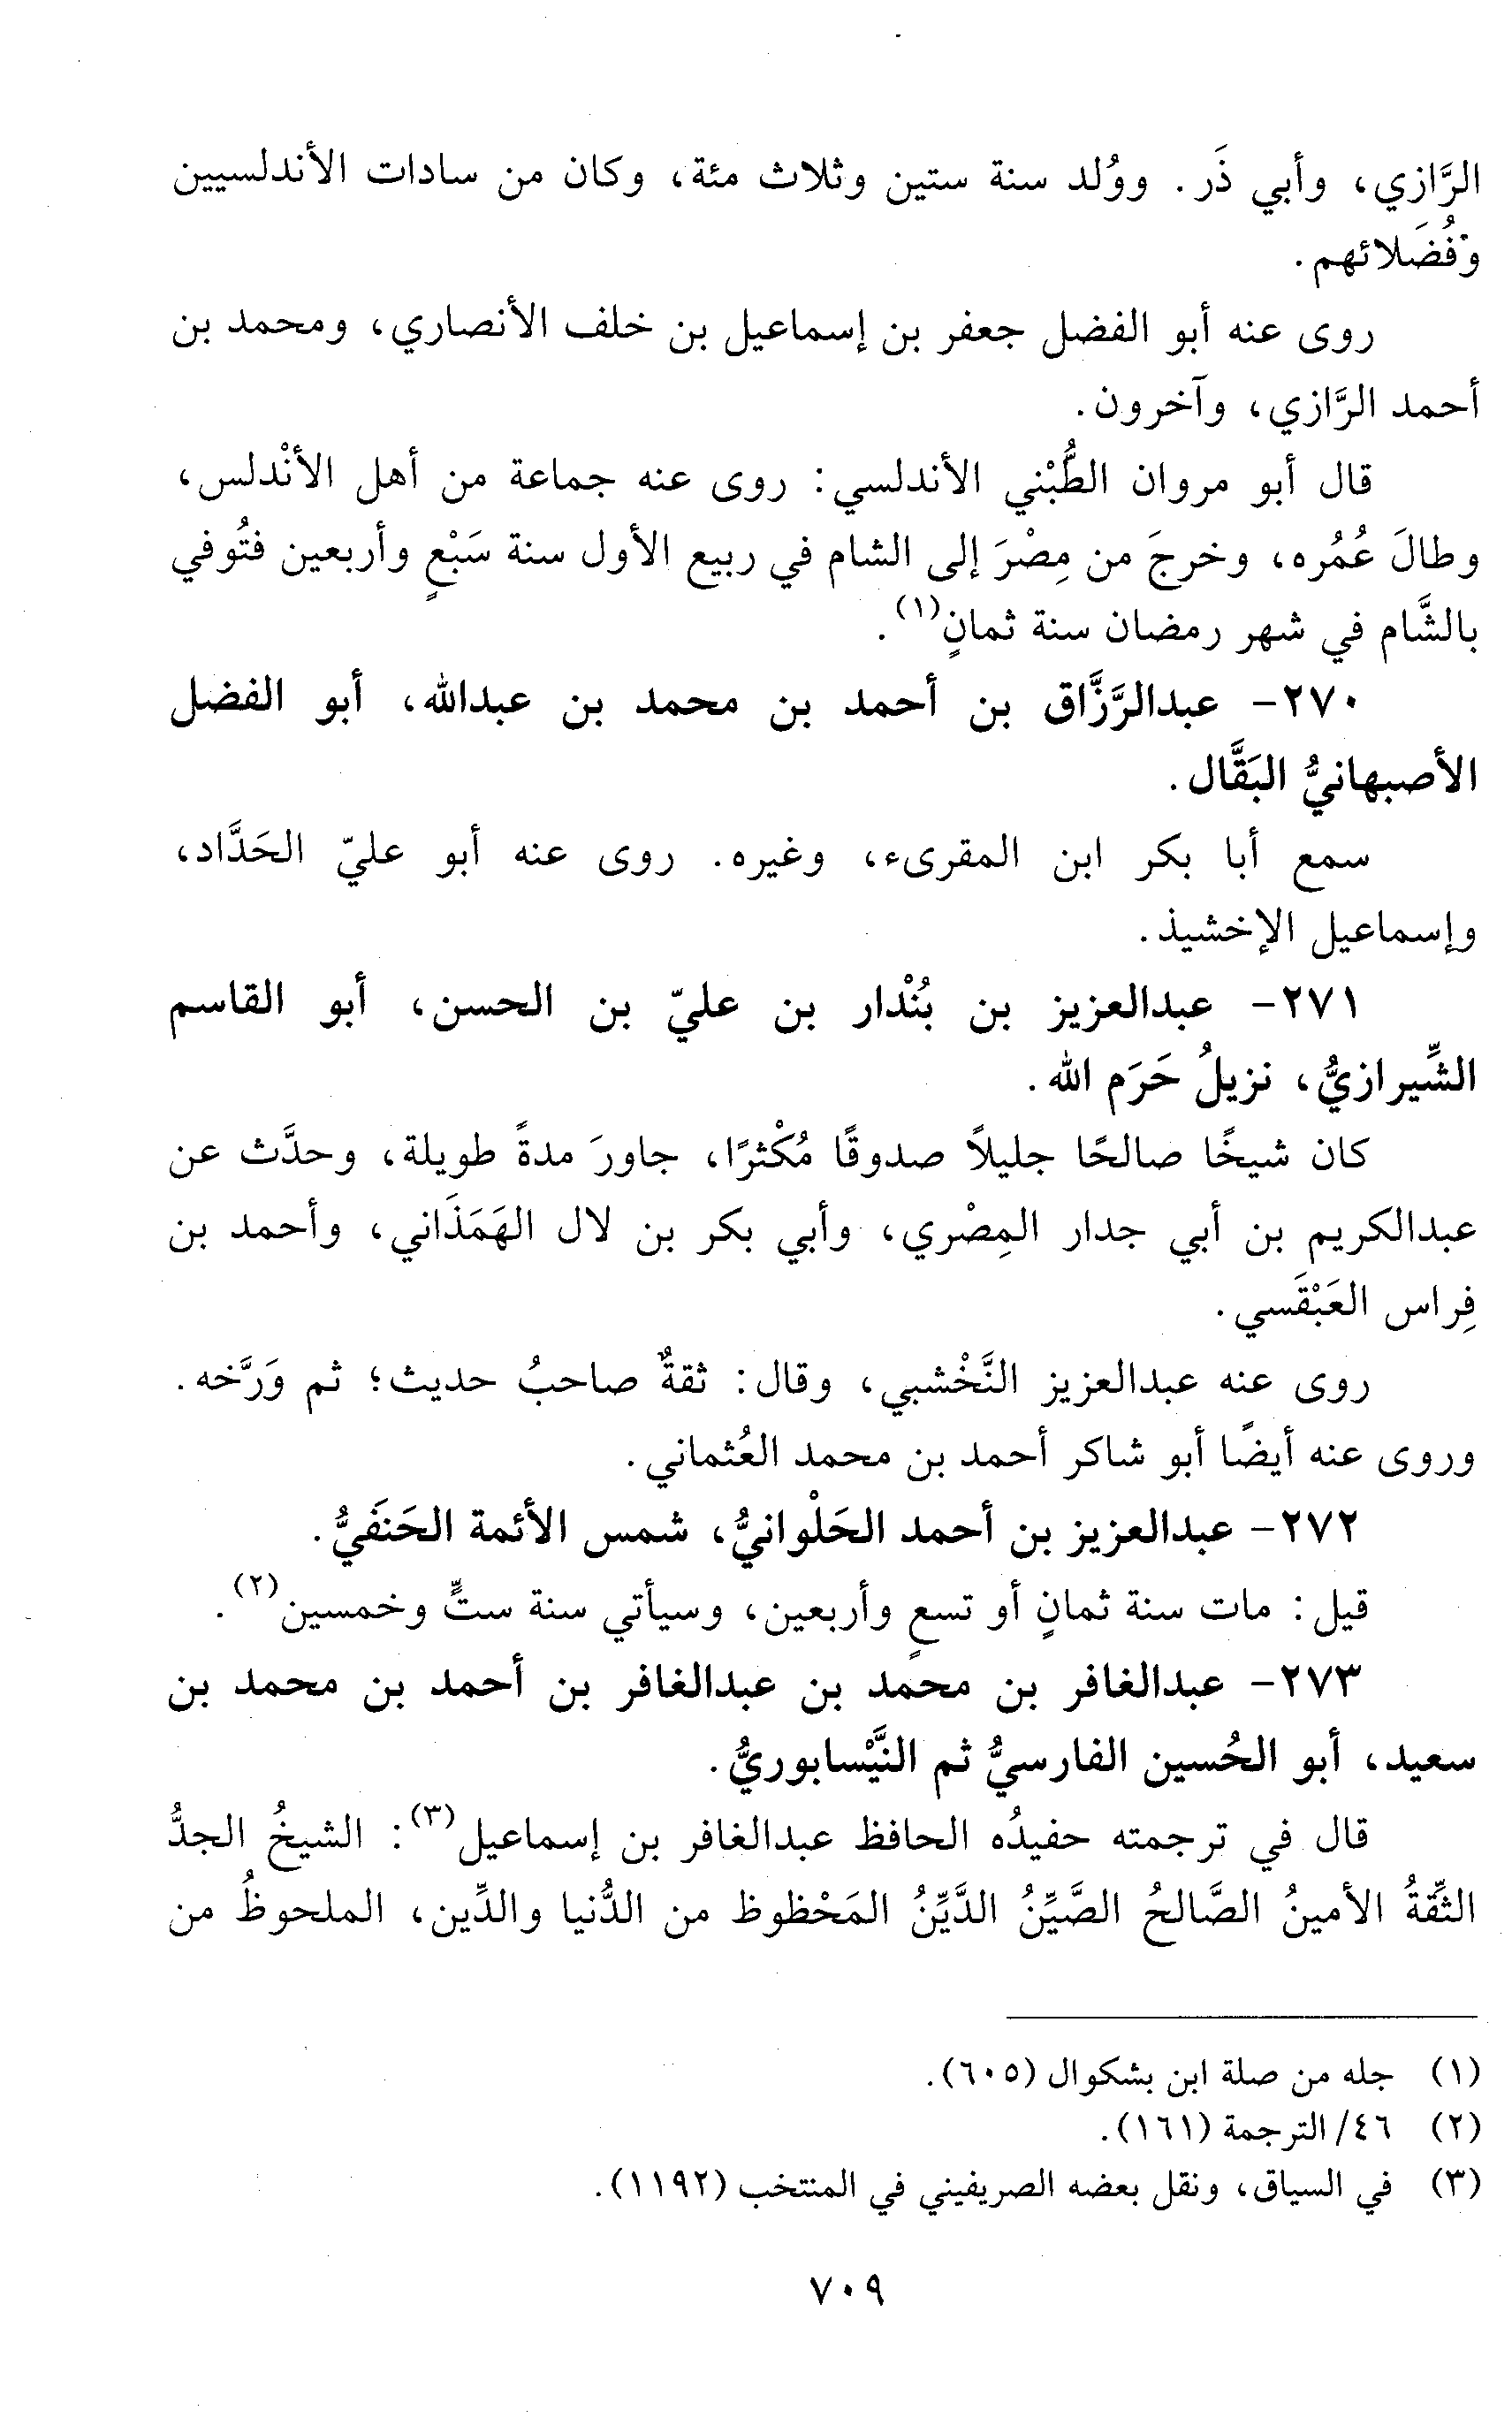 الرَّازي، وأبي ذَر. ووُلد سنة ستين وثلاث مئة، وكان من سادات الأندلسيين
وفُضَلائهم.
روى عنه أبو الفضل جعفر بن إسماعيل بن خلف الأنصاري، ومحمد بن
أحمد الرَّازي، وآخرون.
قال أبو مروان الطُّبْني الأندلسي: روى عنه جماعة من أهل الأنْدلس،
وطالَ عُمُره، وخرجَ من مِصْرَ إلى الشام في ربيع الأول سنة سَبْعٍ وأربعين فتُوفي
بالشَّام في شهر رمضان سنة ثمانٍ(١).
٢٧٠- عبدالرَّزَّاق بن أحمد بن محمد بن عبدالله، أبو الفضل
الأصبهانيُّ البَقَّال.
سمع أبا بكر ابن المقرىء، وغيره. روى عنه أبو عليّ الحَدَّاد،
وإسماعيل الإخشيذ.
٢٧١- عبدالعزيز بن بُنْدار بن عليّ بن الحسن، أبو القاسم
الشِّيرازيُّ، نزيلُ حَرَم الله.
كان شيخًا صالحًا جليلاً صدوقًا مُكْثرًا، جاورَ مدةً طويلة، وحدَّث عن
عبدالكريم بن أبي جدار المِصْري، وأبي بكر بن لال الهَمَذَاني، وأحمد بن
فِراس العَبْقَسي.
روى عنه عبدالعزيز النَّخْشبي، وقال: ثقةٌ صاحبُ حديث؛ ثم وَرَّخه.
وروى عنه أيضًا أبو شاكر أحمد بن محمد العُثماني.
٢٧٢- عبدالعزيز بن أحمد الحَلْوانيُّ، شمس الأئمة الحَنَفيُّ.
قيل: مات سنة ثمانٍ أو تسعٍ وأربعين، وسيأتي سنة ستٍّ وخمسين(٢).
٢٧٣- عبدالغافر بن محمد بن عبدالغافر بن أحمد بن محمد بن
سعيد، أبو الحُسين الفارسيُّ ثم النَّيْسابوريُّ.
قال في ترجمته حفيدُه الحافظ عبدالغافر بن إسماعيل(٣): الشيخُ الجدُّ
الثِّقةُ الأمينُ الصَّالحُ الصَّيِّنُ الدَّيِّنُ المَحْظوظ من الدُّنيا والدِّين، الملحوظُ من
(١) جله من صلة ابن بشكوال (٦٠٥).
(٢) ٤٦/ الترجمة (١٦١).
(٣) في السياق، ونقل بعضه الصريفيني في المنتخب (١١٩٢).
٧٠٩